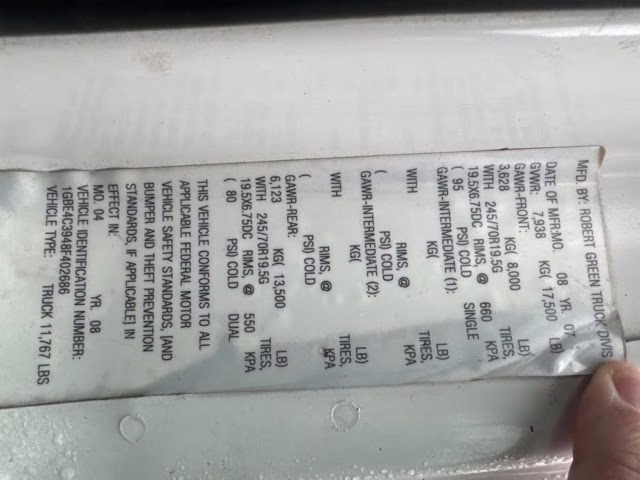 MFD. BY: ROBERT GREEN TRUCK DIVS
DATE OF MFR:MO. 08 YR. 07
GVWR: 7,938 KG( 17,500 LB)
GAWR-FRONT:
3,628 KG( 8,000 LB)
WITH 245/70R19.5G TIRES,
19.5X6.75DC RIMS, @ 660 KPA
( 95 PSI) COLD SINGLE
GAWR-INTERMEDIATE (1):
KG( LB)
WITH TIRES,
RIMS, @ KPA
( PSI) COLD
GAWR-INTERMEDIATE (2):
KG( LB)
WITH TIRES,
RIMS, @ KPA
( PSI) COLD
GAWR-REAR:
6,123 KG( 13,500 LB)
WITH 245/70R19.5G TIRES,
19.5X6.75DC RIMS, @ 550 KPA
( 80 PSI) COLD DUAL
THIS VEHICLE CONFORMS TO ALL
APPLICABLE FEDERAL MOTOR
VEHICLE SAFETY STANDARDS, [AND
BUMPER AND THEFT PREVENTION
STANDARDS, IF APPLICABLE] IN
EFFECT IN:
MO. 04 YR. 08
VEHICLE IDENTIFICATION NUMBER:
1GBE4C3948F402686
VEHICLE TYPE: TRUCK 11,767 LBS